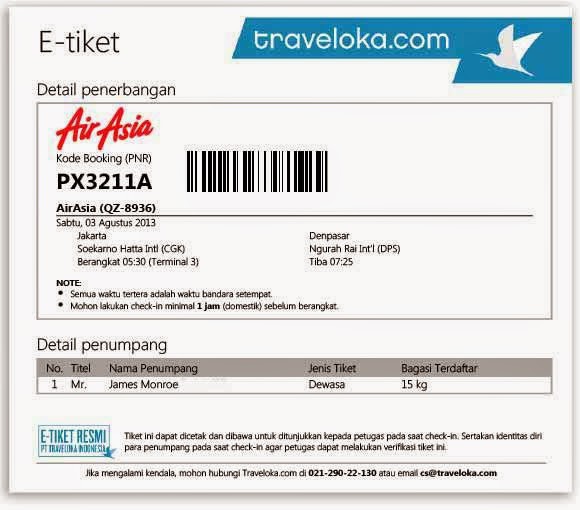 E-tiket
traveloka.com
Detail penerbangan
AirAsia
Kode Booking (PNR)
PX3211A
AirAsia (QZ-8936)
Sabtu, 03 Agustus 2013
Jakarta Denpasar
Soekarno Hatta Intl (CGK) Ngurah Rai Int'l (DPS)
Berangkat 05:30 (Terminal 3) Tiba 07:25
NOTE:
• Semua waktu tertera adalah waktu bandara setempat.
• Mohon lakukan check-in minimal 1 jam (domestik) sebelum berangkat.
Detail penumpang
No. Titel Nama Penumpang Jenis Tiket Bagasi Terdaftar
1 Mr. James Monroe Dewasa 15 kg
E-TIKET RESMI
PT TRAVELOKA INDONESIA
Tiket ini dapat dicetak dan dibawa untuk ditunjukkan kepada petugas pada saat check-in. Sertakan identitas diri
para penumpang pada saat check-in agar petugas dapat melakukan verifikasi tiket ini.
Jika mengalami kendala, mohon hubungi Traveloka.com di 021-290-22-130 atau email cs@traveloka.com